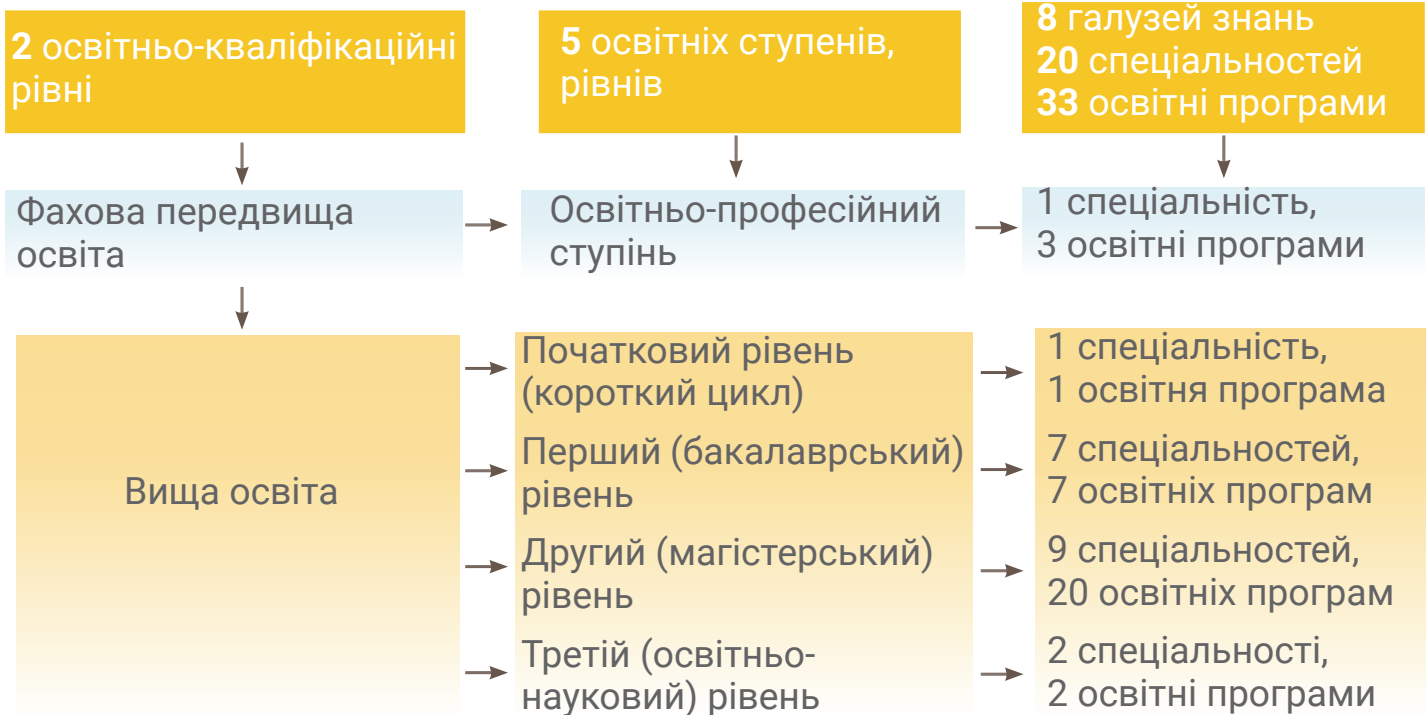 2 освітньо-кваліфікаційні
рівні
5 освітніх ступенів,
рівнів
8 галузей знань
20 спеціальностей
33 освітні програми
Фахова передвища
освіта
Освітньо-професійний
ступінь
1 спеціальність,
3 освітні програми
Вища освіта
Початковий рівень
(короткий цикл)
1 спеціальність,
1 освітня програма
Перший (бакалаврський)
рівень
7 спеціальностей,
7 освітніх програм
Другий (магістерський)
рівень
9 спеціальностей,
20 освітніх програм
Третій (освітньо-
науковий) рівень
2 спеціальності,
2 освітні програми